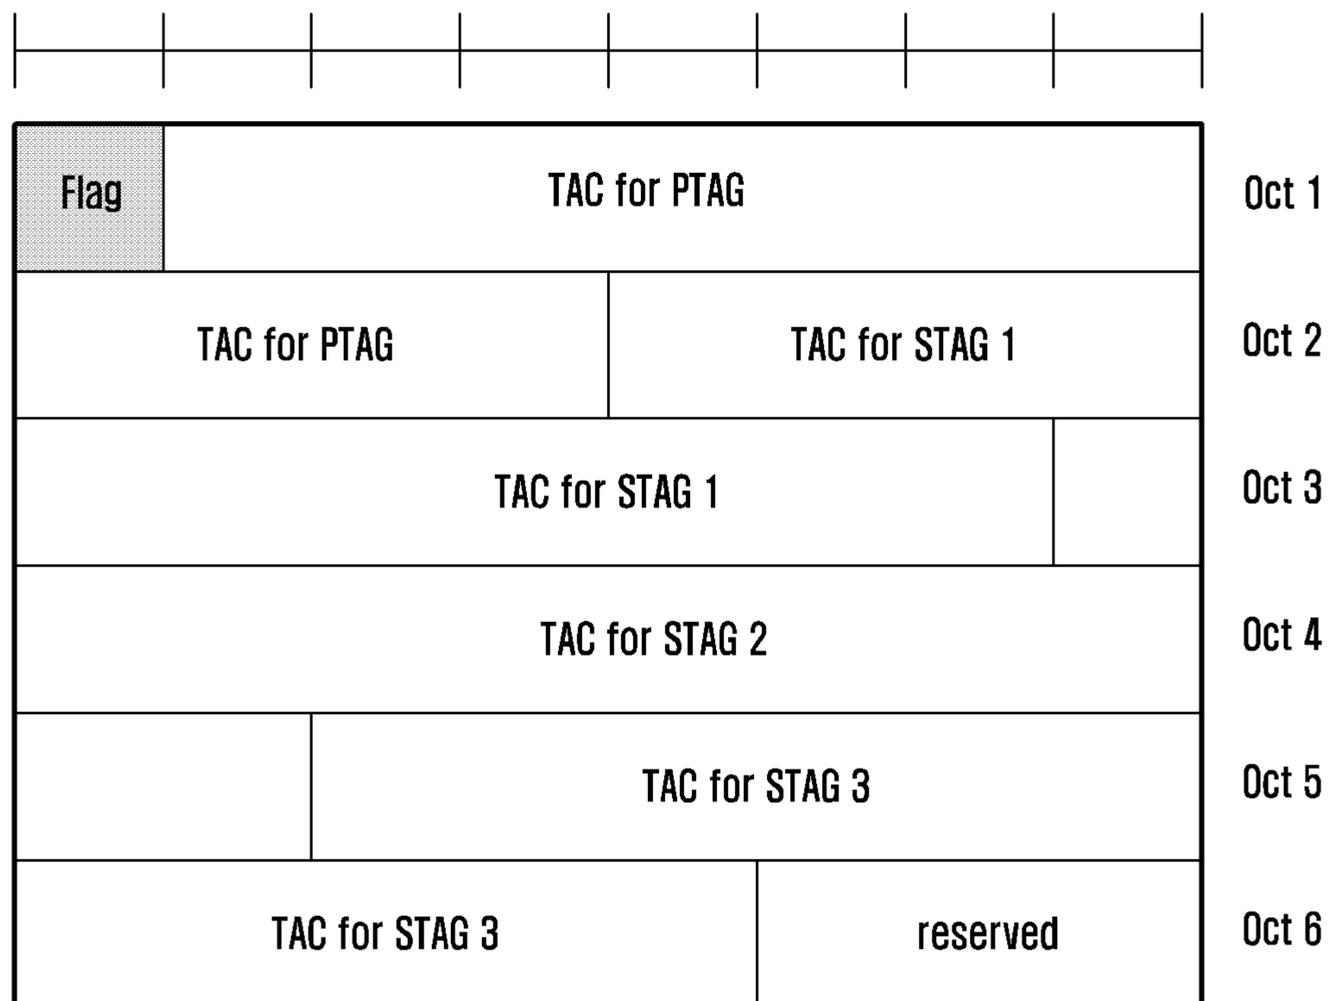 Flag TAC for PTAG Oct 1
TAC for PTAG TAC for STAG 1 Oct 2
TAC for STAG 1 Oct 3
TAC for STAG 2 Oct 4
TAC for STAG 3 Oct 5
TAC for STAG 3 reserved Oct 6